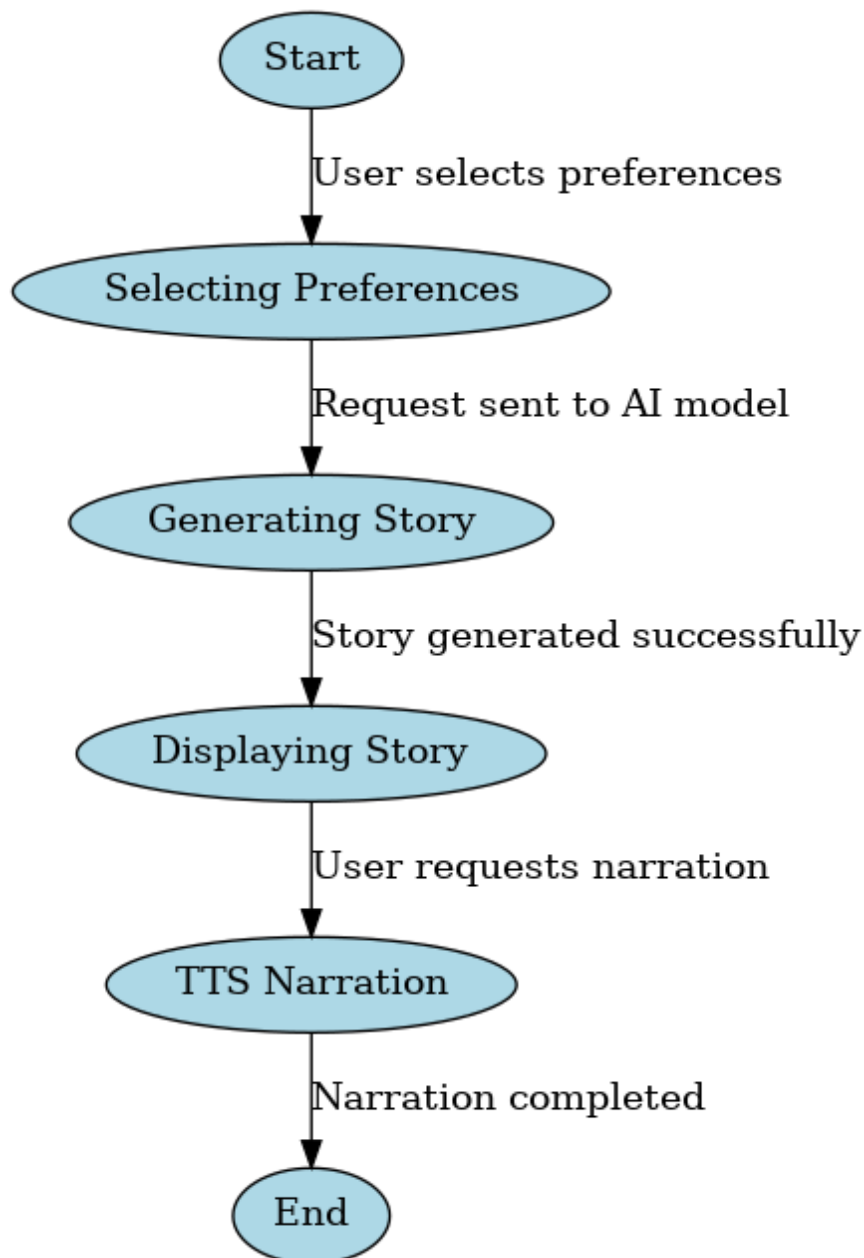 Start
User selects preferences
Selecting Preferences
Request sent to AI model
Generating Story
Story generated successfully
Displaying Story
User requests narration
TTS Narration
Narration completed
End